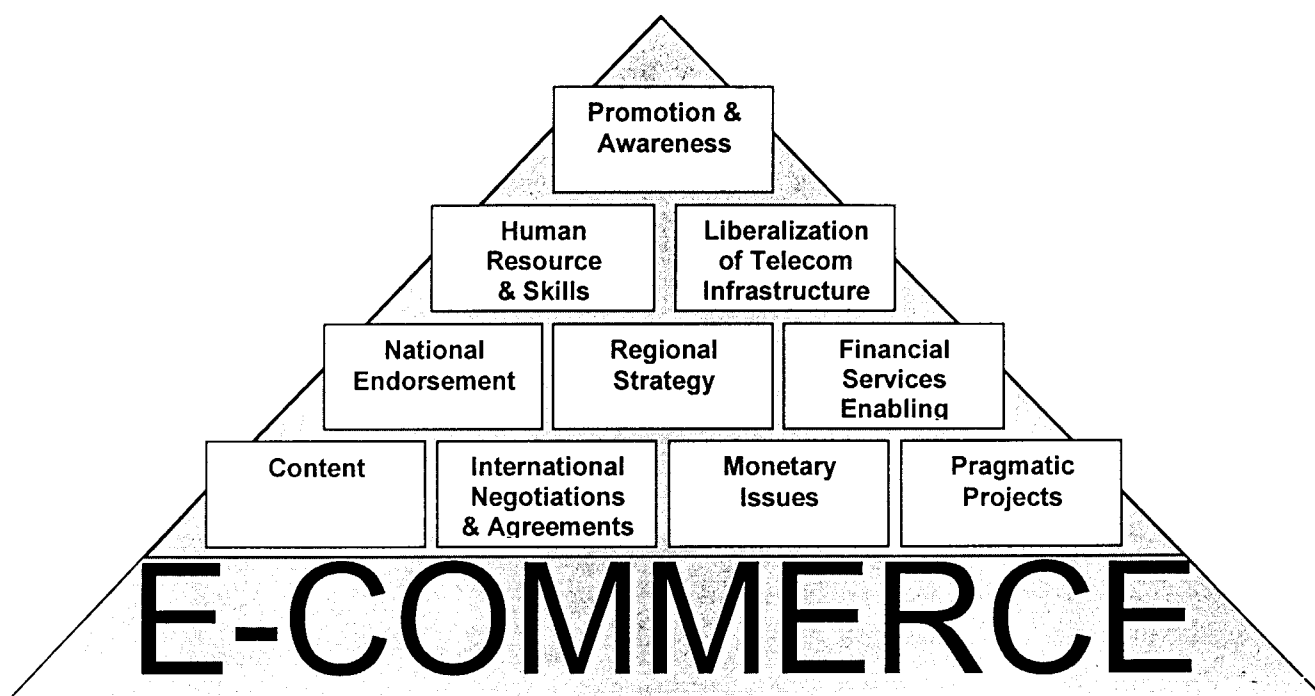 Promotion &
Awareness
Human
Resource
& Skills
Liberalization
of Telecom
Infrastructure
National
Endorsement
Regional
Strategy
Financial
Services
Enabling
Content
International
Negotiations
& Agreements
Monetary
Issues
Pragmatic
Projects
E-COMMERCE